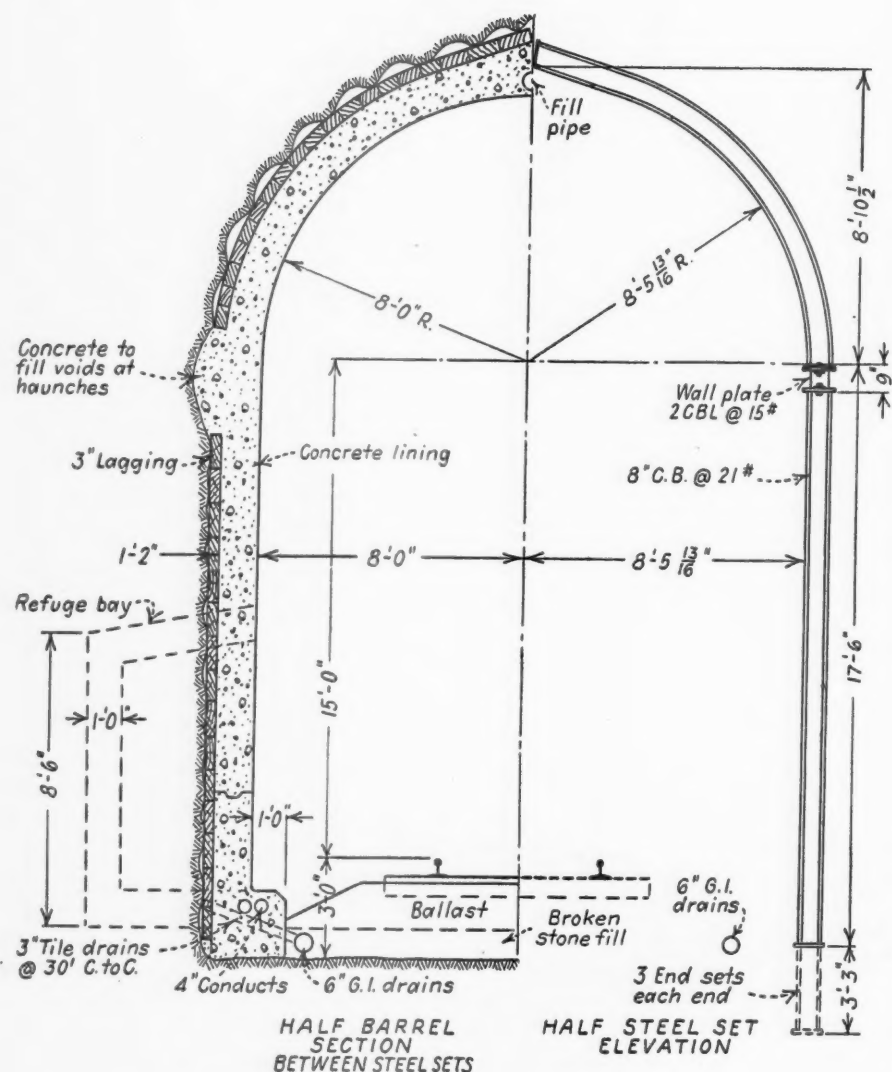 Fill
pipe
8'-10 1/2"
8'-0" R.
8'-5 13/16 R.
Concrete to
fill voids at
haunches
9"
Wall plate
2CBL @ 15#
3" Lagging
Concrete lining
8" C.B. @ 21#
1'-2"
8'-0"
8'-5 13/16"
Refuge bay
15'-0"
17'-6"
1'-0"
8'-6"
1'-0"
3'-0"
6" G.I.
drains
Ballast
Broken
stone fill
3" Tile drains
@ 30' C. to C.
4" Conducts
6" G.I. drains
3 End sets
each end
3'-3"
HALF BARREL
SECTION
BETWEEN STEEL SETS
HALF STEEL SET
ELEVATION